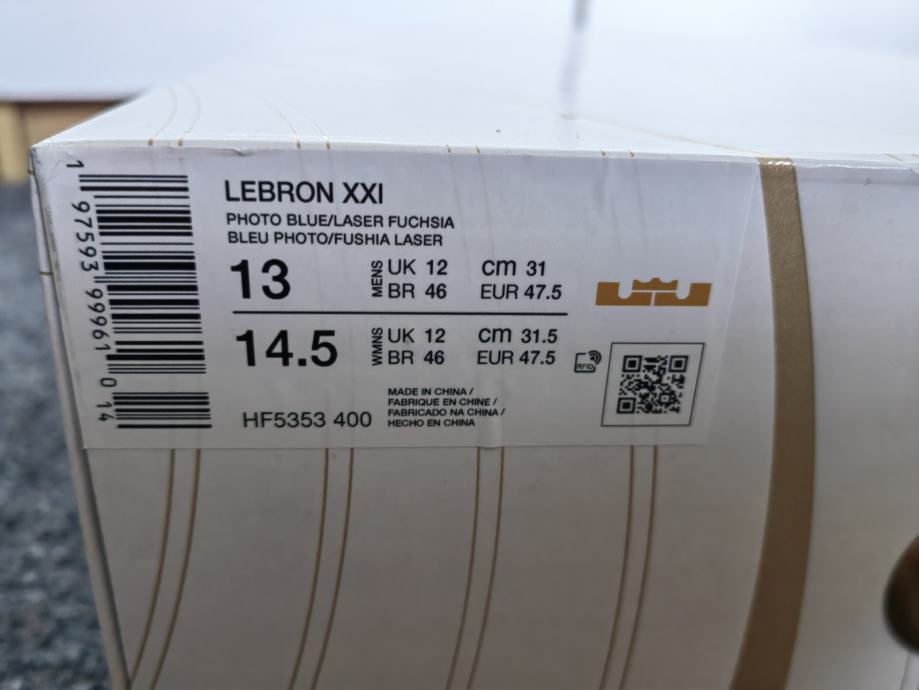 LEBRON XXI
PHOTO BLUE/LASER FUCHSIA
BLEU PHOTO/FUSHIA LASER
13 MENS UK 12 cm 31
BR 46 EUR 47.5
14.5 WMNS UK 12 cm 31.5
BR 46 EUR 47.5
RFID
HF5353 400
MADE IN CHINA /
FABRIQUE EN CHINE /
FABRICADO NA CHINA /
HECHO EN CHINA
1 97593 99961 0 14